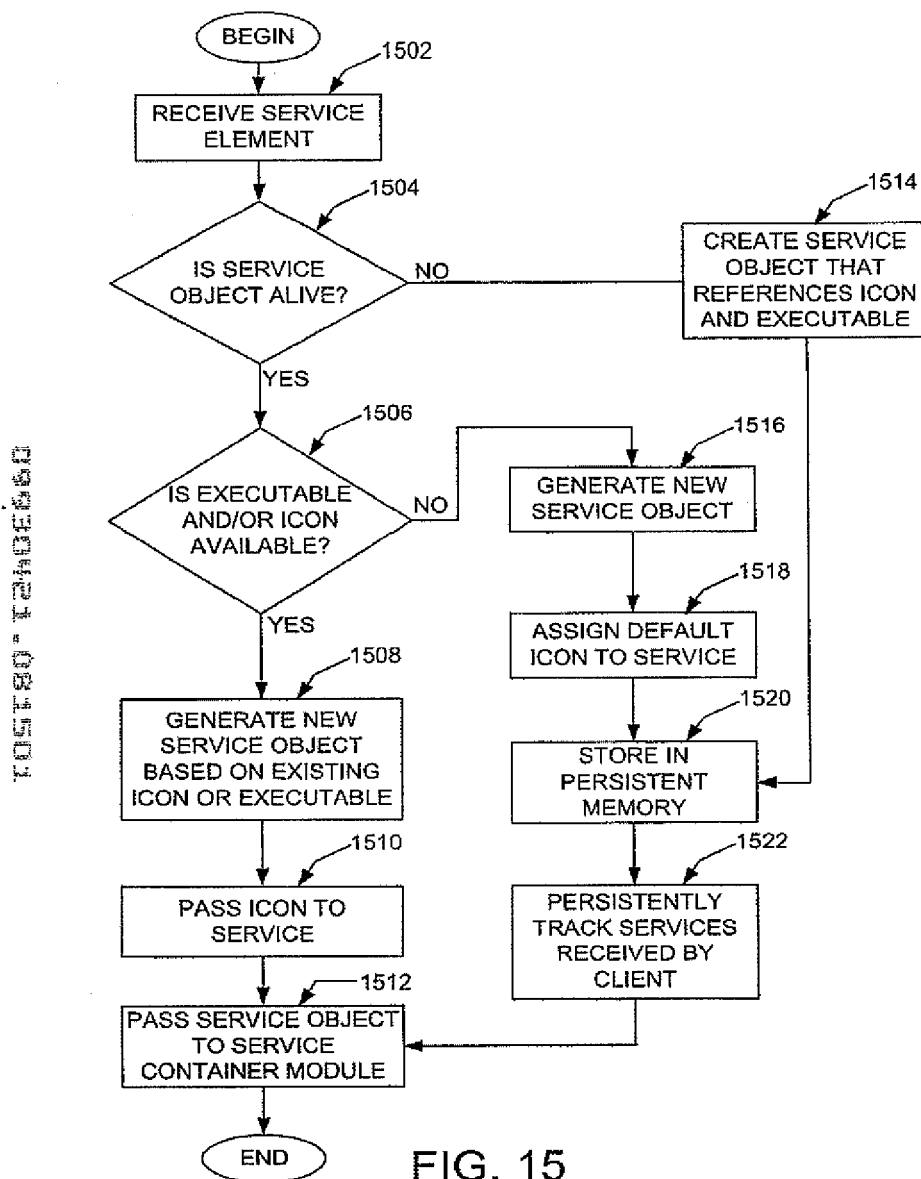 BEGIN
1502
RECEIVE SERVICE
ELEMENT
1504
IS SERVICE
OBJECT ALIVE?
NO
YES
1514
CREATE SERVICE
OBJECT THAT
REFERENCES ICON
AND EXECUTABLE
1506
IS EXECUTABLE
AND/OR ICON
AVAILABLE?
NO
YES
1516
GENERATE NEW
SERVICE OBJECT
1518
ASSIGN DEFAULT
ICON TO SERVICE
1508
GENERATE NEW
SERVICE OBJECT
BASED ON EXISTING
ICON OR EXECUTABLE
1520
STORE IN
PERSISTENT
MEMORY
1510
PASS ICON TO
SERVICE
1522
PERSISTENTLY
TRACK SERVICES
RECEIVED BY
CLIENT
1512
PASS SERVICE OBJECT
TO SERVICE
CONTAINER MODULE
END
FIG. 15